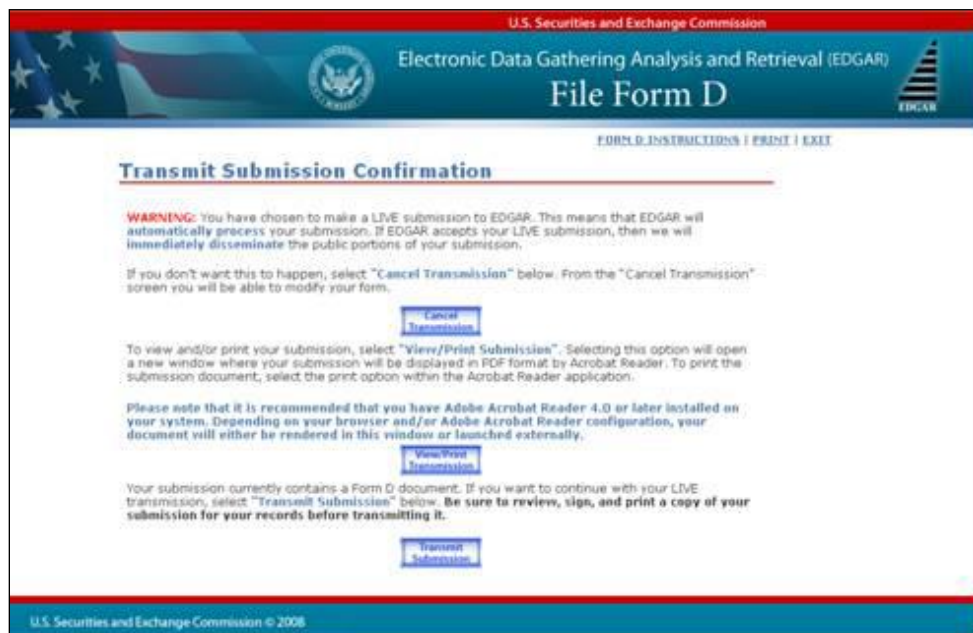 U.S. Securities and Exchange Commission
Electronic Data Gathering Analysis and Retrieval (EDGAR)
File Form D
EDGAR
FORM D INSTRUCTIONS | PRINT | EXIT
Transmit Submission Confirmation
WARNING: You have chosen to make a LIVE submission to EDGAR. This means that EDGAR will
automatically process your submission. If EDGAR accepts your LIVE submission, then we will
immediately disseminate the public portions of your submission.
If you don't want this to happen, select "Cancel Transmission" below. From the "Cancel Transmission"
screen you will be able to modify your form.
Cancel
Transmission
To view and/or print your submission, select "View/Print Submission". Selecting this option will open
a new window where your submission will be displayed in PDF format by Acrobat Reader. To print the
submission document, select the print option within the Acrobat Reader application.
Please note that it is recommended that you have Adobe Acrobat Reader 4.0 or later installed on
your system. Depending on your browser and/or Adobe Acrobat Reader configuration, your
document will either be rendered in this window or launched externally.
View/Print
Transmission
Your submission currently contains a Form D document. If you want to continue with your LIVE
transmission, select "Transmit Submission" below. Be sure to review, sign, and print a copy of your
submission for your records before transmitting it.
Transmit
Submission
U.S. Securities and Exchange Commission © 2008